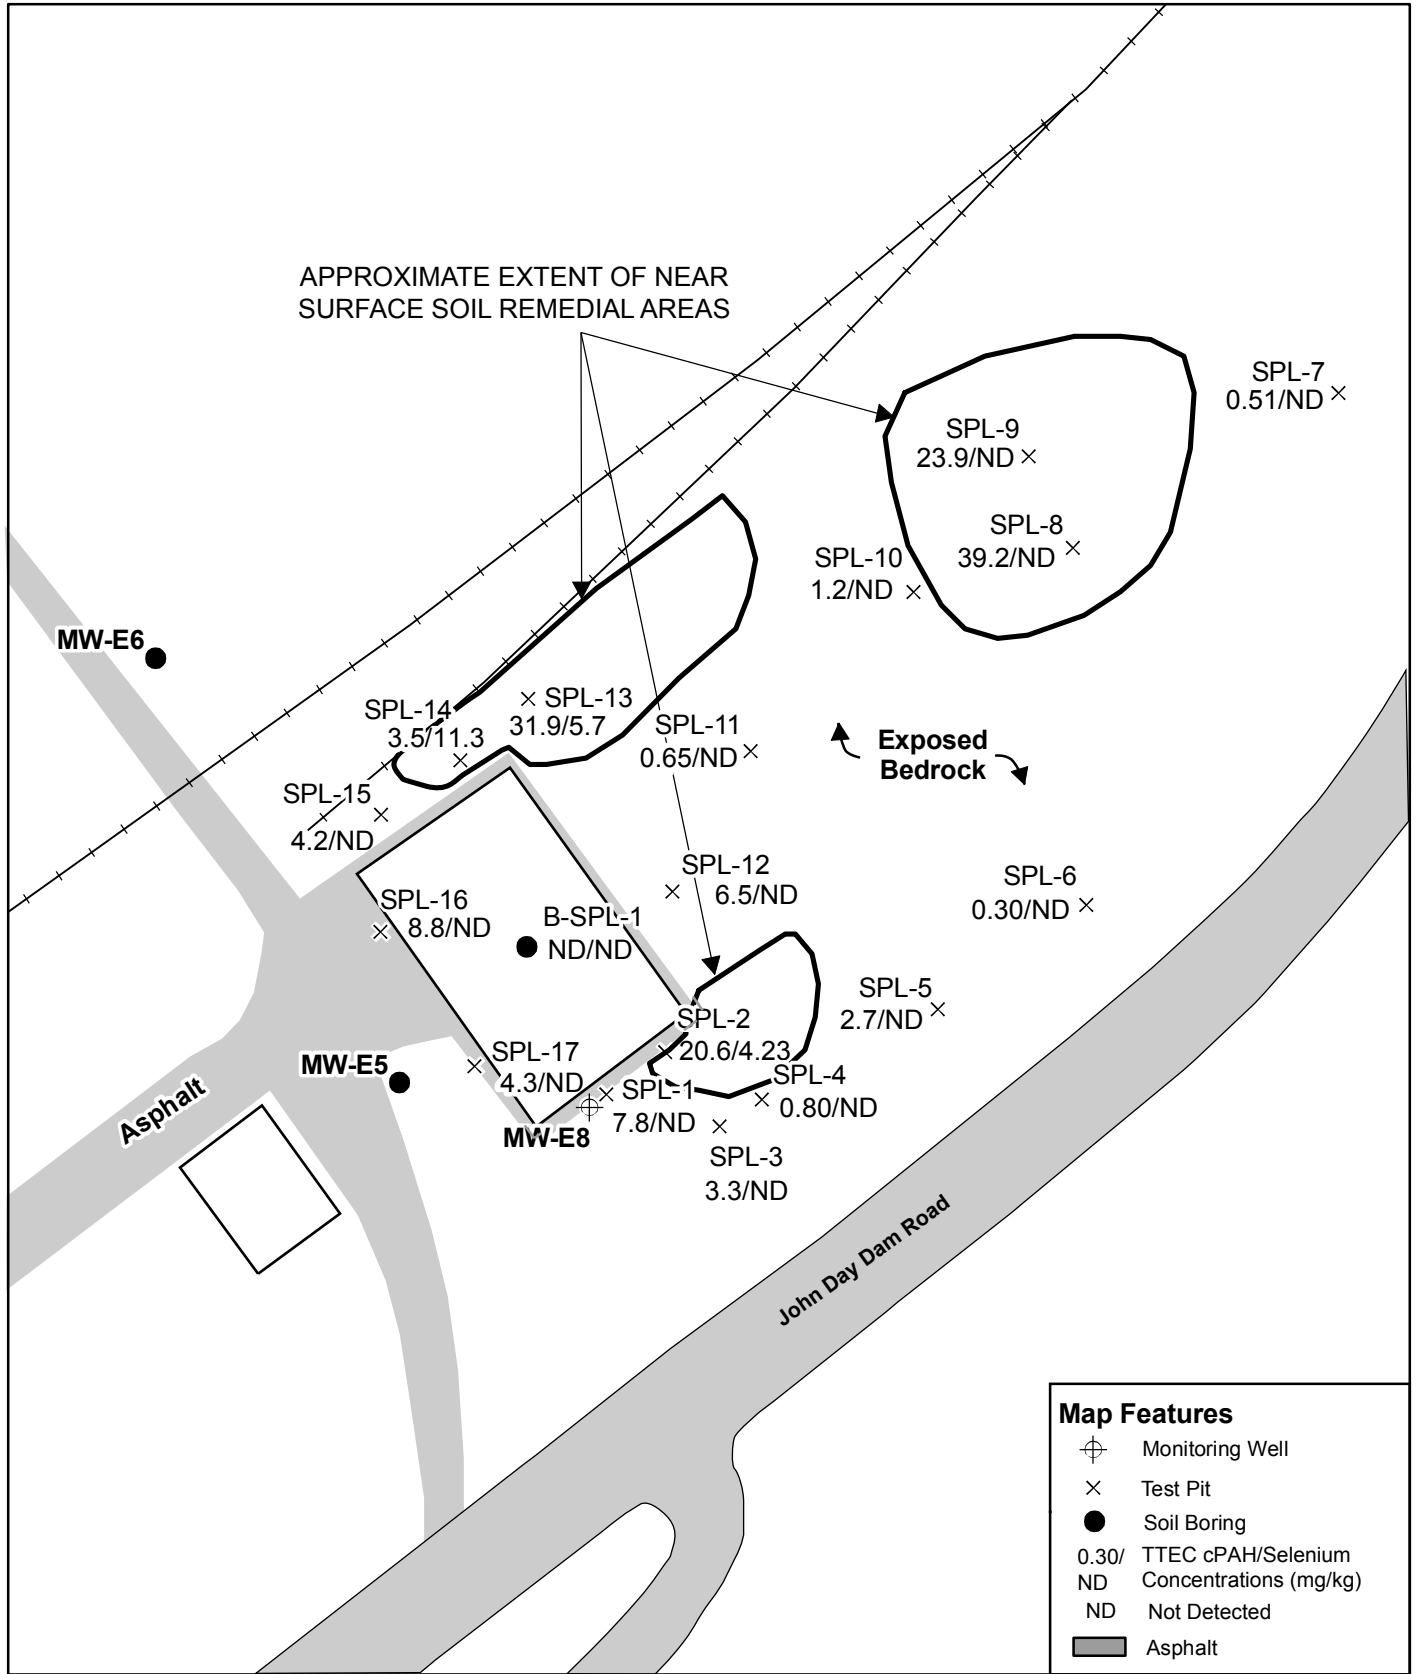 APPROXIMATE EXTENT OF NEAR
SURFACE SOIL REMEDIAL AREAS
SPL-7
0.51/ND
SPL-9
23.9/ND
SPL-8
39.2/ND
SPL-10
1.2/ND
MW-E6
SPL-14
3.5/11.3
SPL-13
31.9/5.7
SPL-11
0.65/ND
Exposed
Bedrock
SPL-15
4.2/ND
SPL-12
6.5/ND
SPL-6
0.30/ND
SPL-16
8.8/ND
B-SPL-1
ND/ND
SPL-5
2.7/ND
SPL-2
20.6/4.23
SPL-17
4.3/ND
MW-E5
SPL-4
0.80/ND
SPL-1
7.8/ND
MW-E8
SPL-3
3.3/ND
Asphalt
John Day Dam Road
Map Features
Monitoring Well
Test Pit
Soil Boring
0.30/ TTEC cPAH/Selenium
ND Concentrations (mg/kg)
ND Not Detected
Asphalt